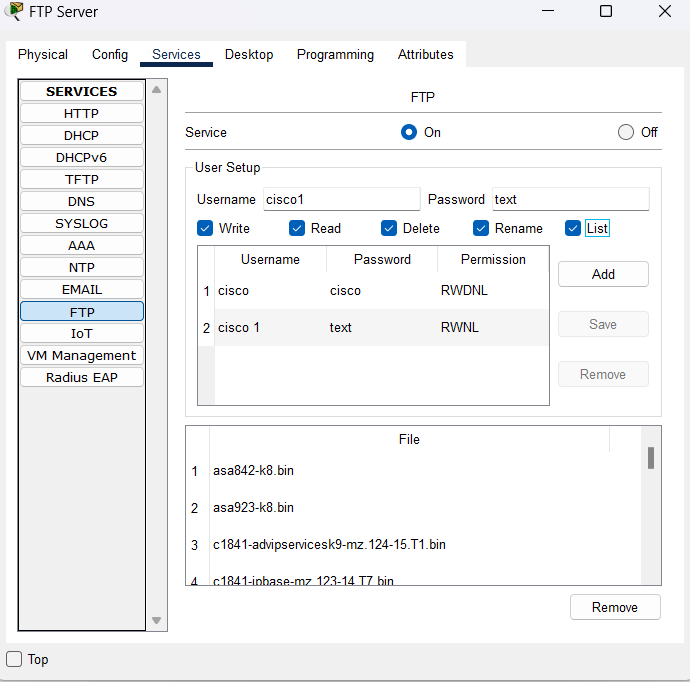 FTP Server
Physical Config Services Desktop Programming Attributes
SERVICES
HTTP
DHCP
DHCPv6
TFTP
DNS
SYSLOG
AAA
NTP
EMAIL
FTP
IoT
VM Management
Radius EAP
FTP
Service On Off
User Setup
Username cisco1 Password text
Write Read Delete Rename List
Username Password Permission
1 cisco cisco RWDNL
2 cisco 1 text RWNL
Add
Save
Remove
File
1 asa842-k8.bin
2 asa923-k8.bin
3 c1841-advipservicesk9-mz.124-15.T1.bin
4 c1841-ipbase-mz.123-14.T7.bin
Remove
Top